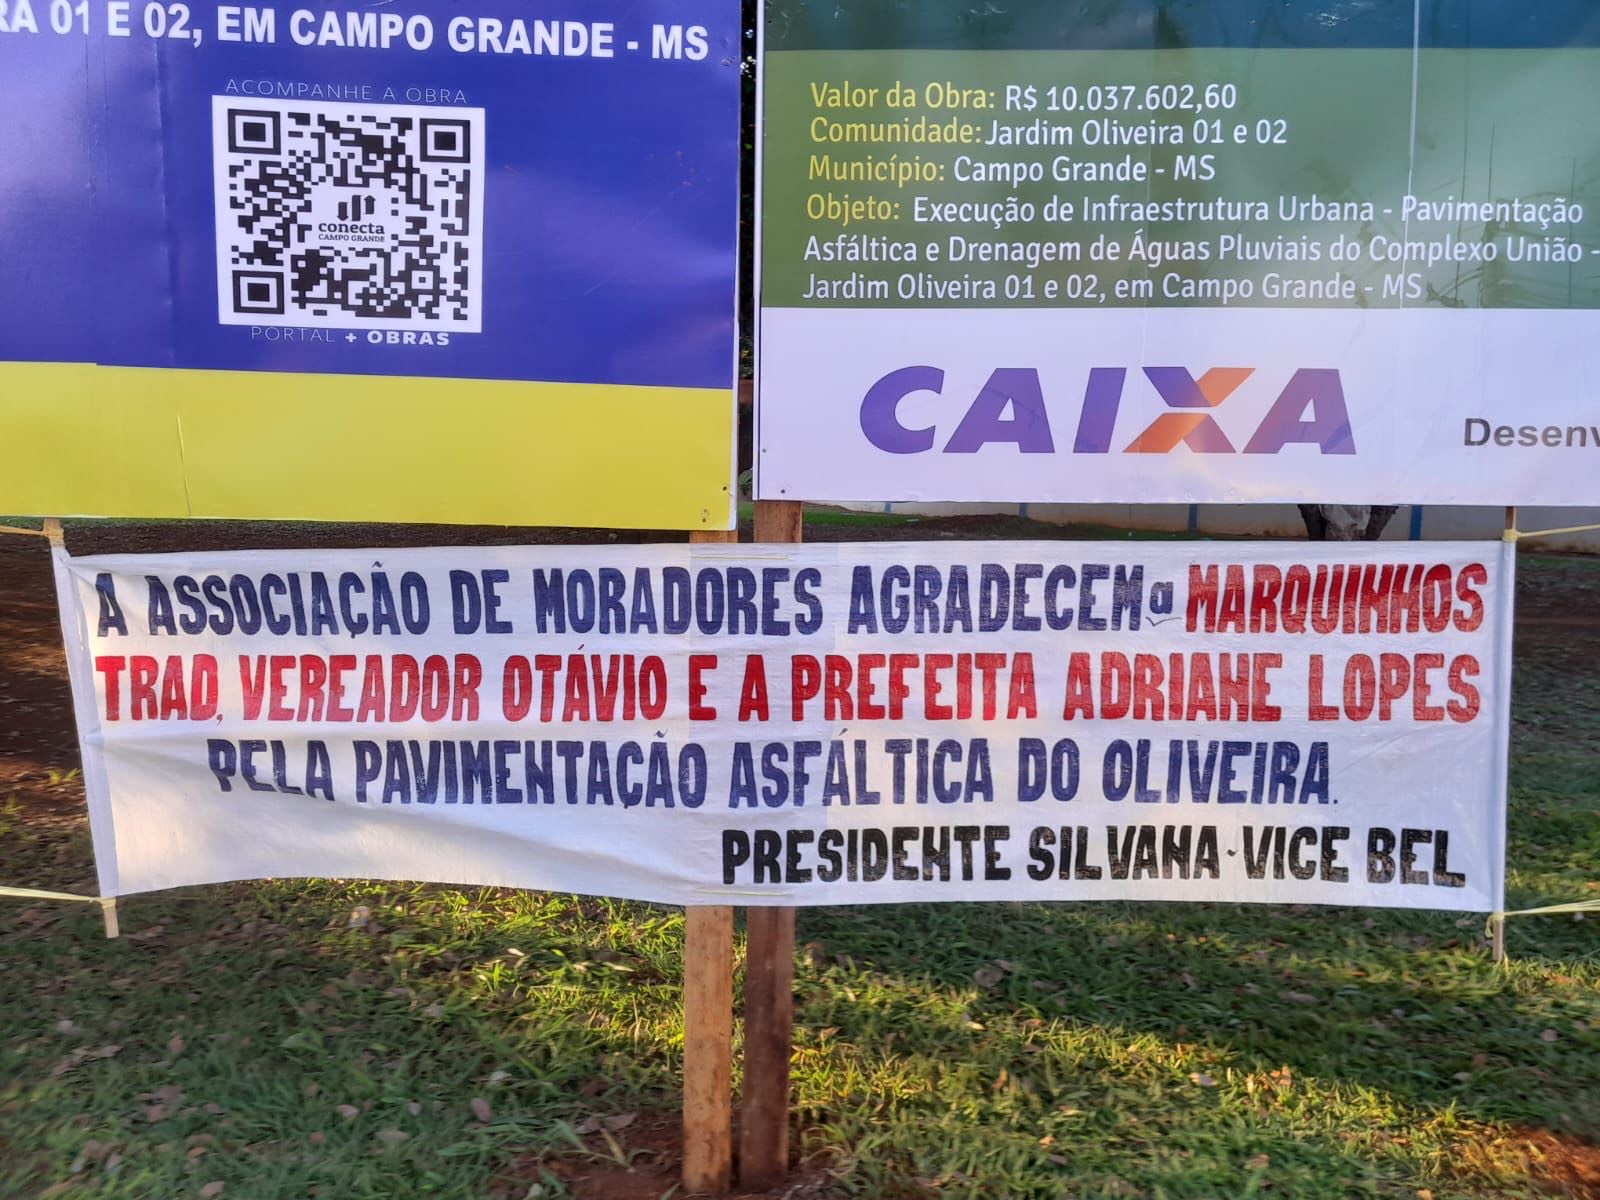 RA 01 E 02, EM CAMPO GRANDE - MS
ACOMPANHE A OBRA
conecta
CAMPO GRANDE
PORTAL + OBRAS
Valor da Obra: R$ 10.037.602,60
Comunidade: Jardim Oliveira 01 e 02
Município: Campo Grande - MS
Objeto: Execução de Infraestrutura Urbana - Pavimentação
Asfáltica e Drenagem de Águas Pluviais do Complexo União -
Jardim Oliveira 01 e 02, em Campo Grande - MS
CAIXA
Desenv
A ASSOCIAÇÃO DE MORADORES AGRADECEM a MARQUINHOS
TRAD, VEREADOR OTÁVIO E A PREFEITA ADRIANE LOPES
PELA PAVIMENTAÇÃO ASFÁLTICA DO OLIVEIRA.
PRESIDENTE SILVANA - VICE BEL